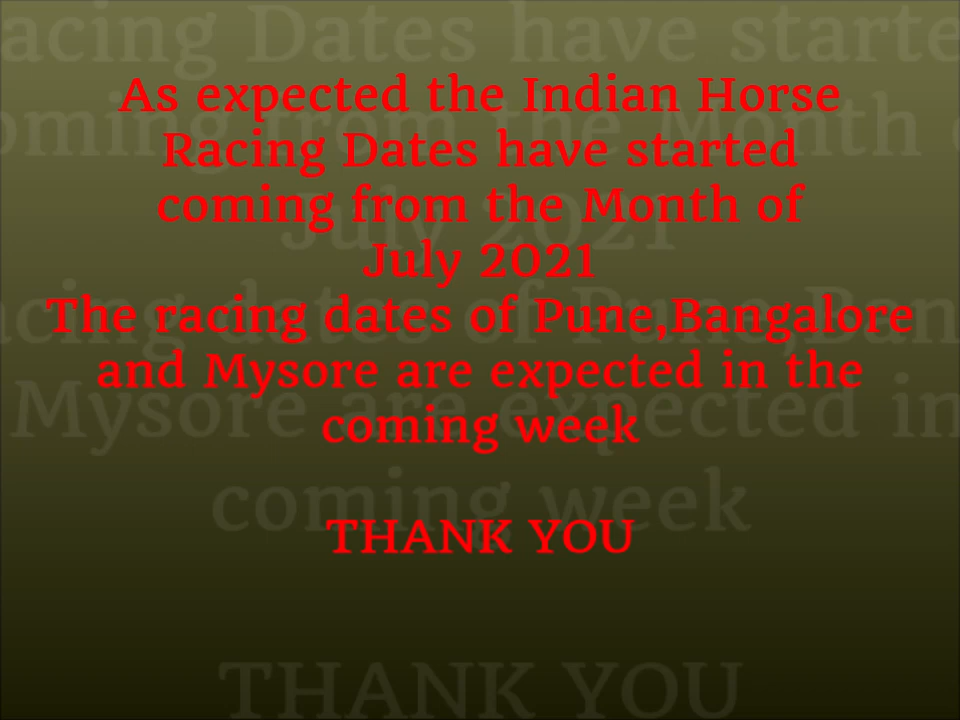 As expected the Indian Horse
Racing Dates have started
coming from the Month of
July 2021
The racing dates of Pune,Bangalore
and Mysore are expected in the
coming week
THANK YOU